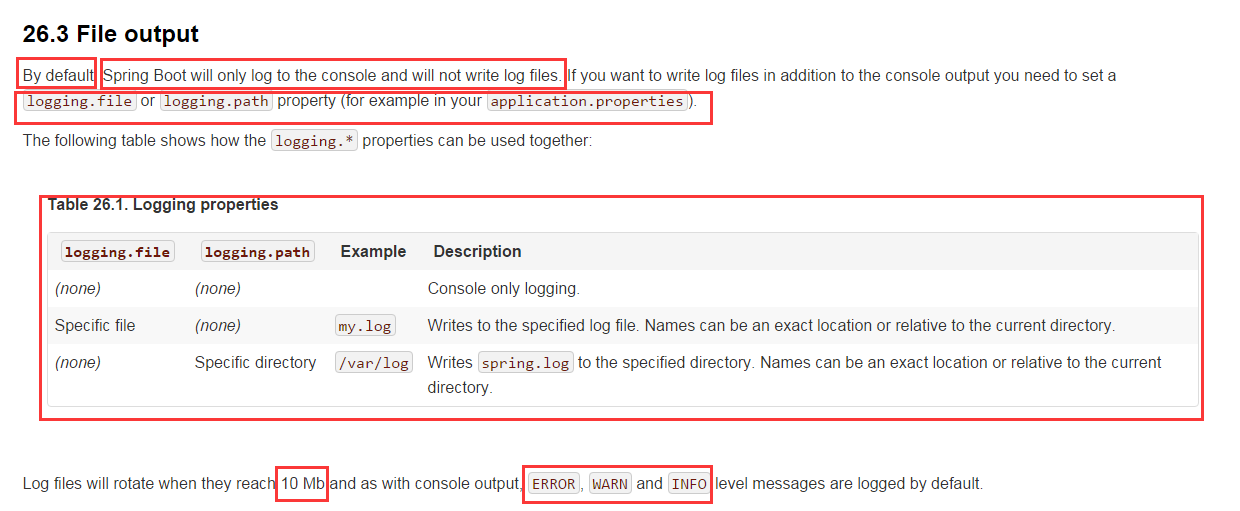 26.3 File output
By default Spring Boot will only log to the console and will not write log files. If you want to write log files in addition to the console output you need to set a
logging.file or logging.path property (for example in your application.properties).
The following table shows how the logging.* properties can be used together:
Table 26.1. Logging properties
logging.file logging.path Example Description
(none) (none) Console only logging.
Specific file (none) my.log Writes to the specified log file. Names can be an exact location or relative to the current directory.
(none) Specific directory /var/log Writes spring.log to the specified directory. Names can be an exact location or relative to the current
directory.
Log files will rotate when they reach 10 Mb and as with console output, ERROR, WARN and INFO level messages are logged by default.